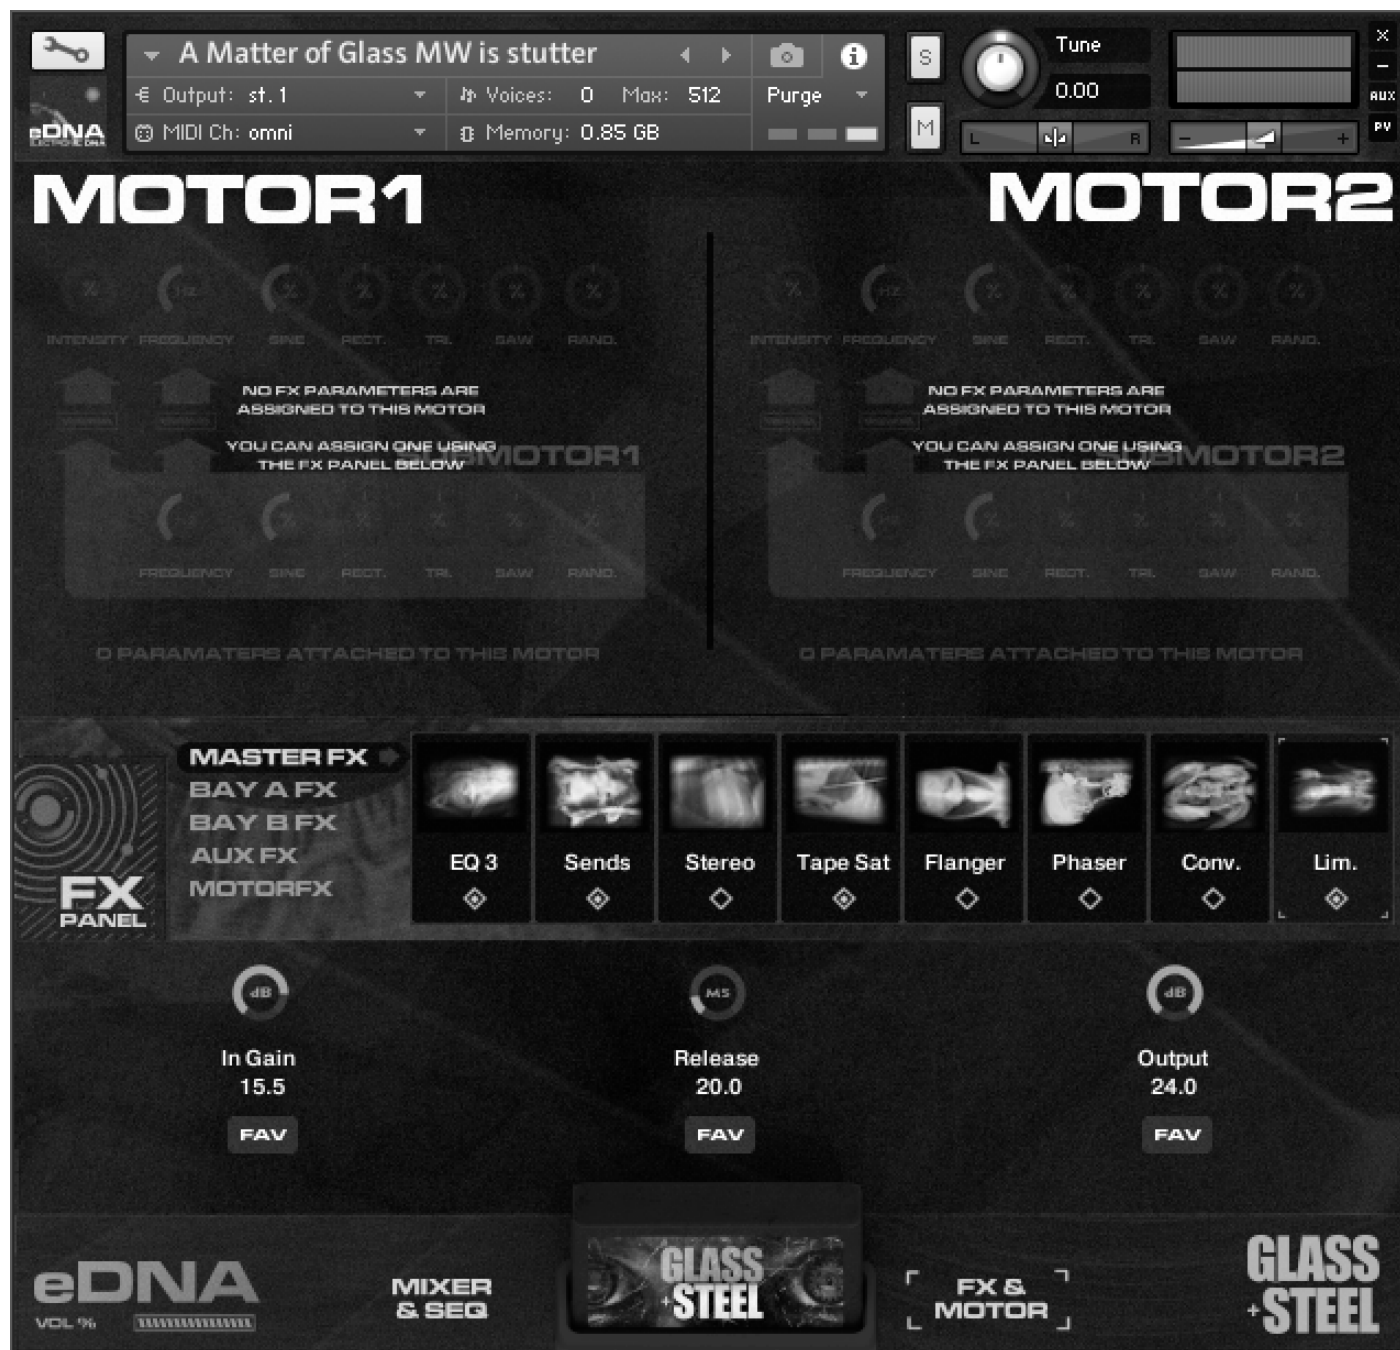 A Matter of Glass MW is stutter
S
Tune
X
Output: st. 1
Voices: 0 Max: 512
Purge
0.00
AUX
eDNA
MIDI Ch: omni
Memory: 0.85 GB
M
L
R
-
+
PV
MOTOR1
MOTOR2
% HZ % % % % %
% HZ % % % % %
INTENSITY FREQUENCY SINE RECT. TRI. SAW RAND.
INTENSITY FREQUENCY SINE RECT. TRI. SAW RAND.
NO FX PARAMETERS ARE
ASSIGNED TO THIS MOTOR
YOU CAN ASSIGN ONE USING
THE FX PANEL BELOW
SUBMOTOR1
NO FX PARAMETERS ARE
ASSIGNED TO THIS MOTOR
YOU CAN ASSIGN ONE USING
THE FX PANEL BELOW
SUBMOTOR2
FREQUENCY SINE RECT. TRI. SAW RAND.
FREQUENCY SINE RECT. TRI. SAW RAND.
0 PARAMATERS ATTACHED TO THIS MOTOR
0 PARAMATERS ATTACHED TO THIS MOTOR
FX
PANEL
MASTER FX
BAY A FX
BAY B FX
AUX FX
MOTORFX
EQ 3
Sends
Stereo
Tape Sat
Flanger
Phaser
Conv.
Lim.
dB
MS
dB
In Gain
Release
Output
15.5
20.0
24.0
FAV
FAV
FAV
eDNA
VOL %
MIXER
& SEQ
GLASS
+STEEL
FX &
MOTOR
GLASS
+STEEL